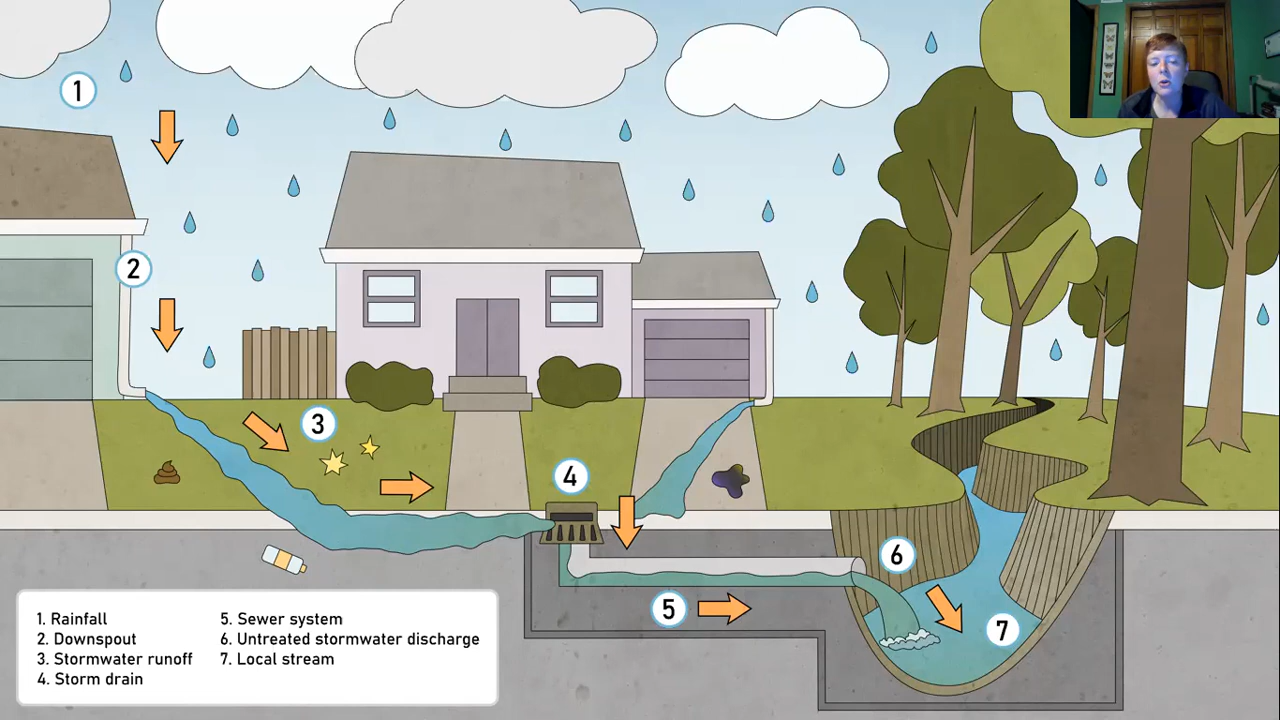 1
2
3
4
5
6
7
1. Rainfall
2. Downspout
3. Stormwater runoff
4. Storm drain
5. Sewer system
6. Untreated stormwater discharge
7. Local stream